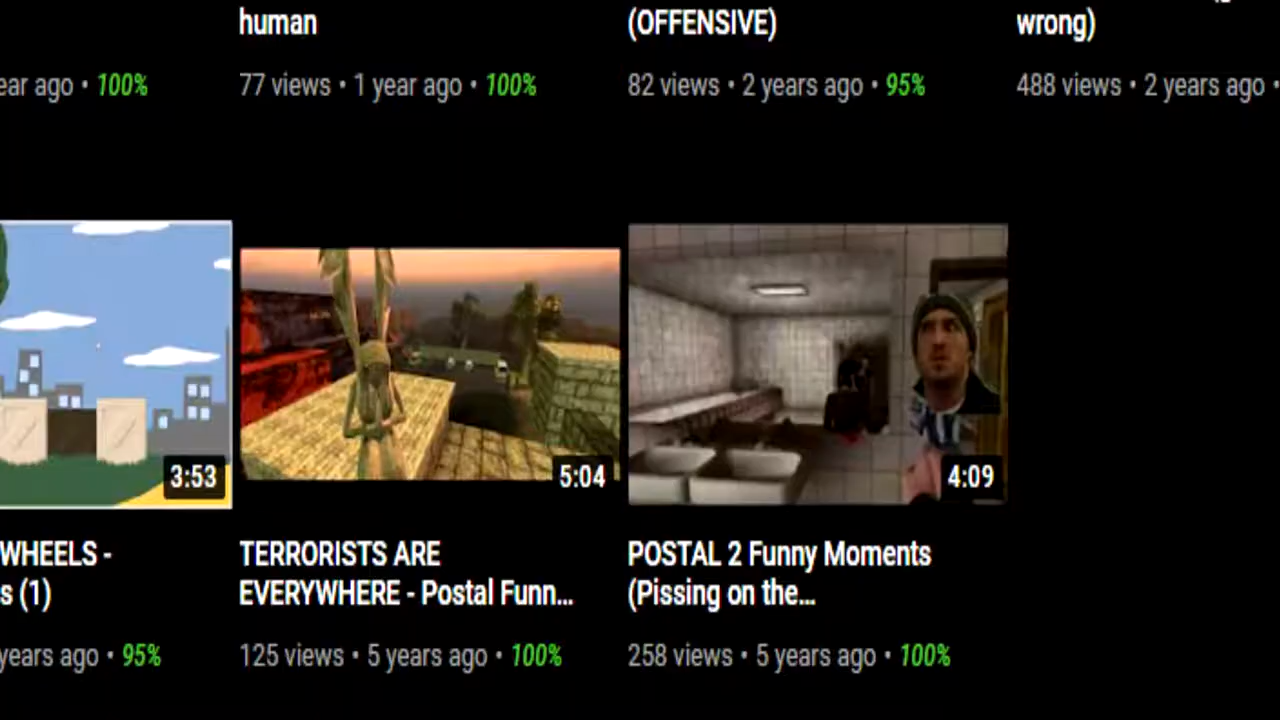 human
(OFFENSIVE)
wrong)
ear ago • 100%
77 views • 1 year ago • 100%
82 views • 2 years ago • 95%
488 views • 2 years ago •
3:53
5:04
4:09
WHEELS -
s (1)
years ago • 95%
TERRORISTS ARE
EVERYWHERE - Postal Funn...
125 views • 5 years ago • 100%
POSTAL 2 Funny Moments
(Pissing on the...
258 views • 5 years ago • 100%